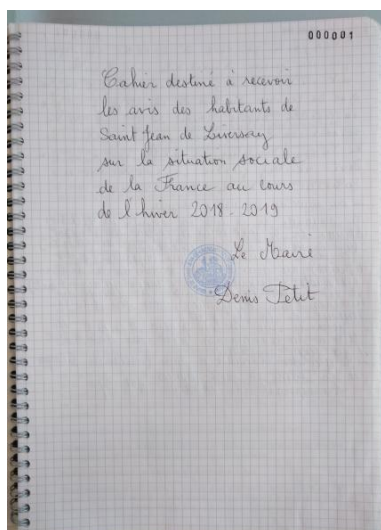 000001
Cahier destiné à recevoir
les avis des habitants de
Saint Jean de Liversay
sur la situation sociale
de la France au cours
de l'hiver 2018-2019
Le Maire
Denis Petit